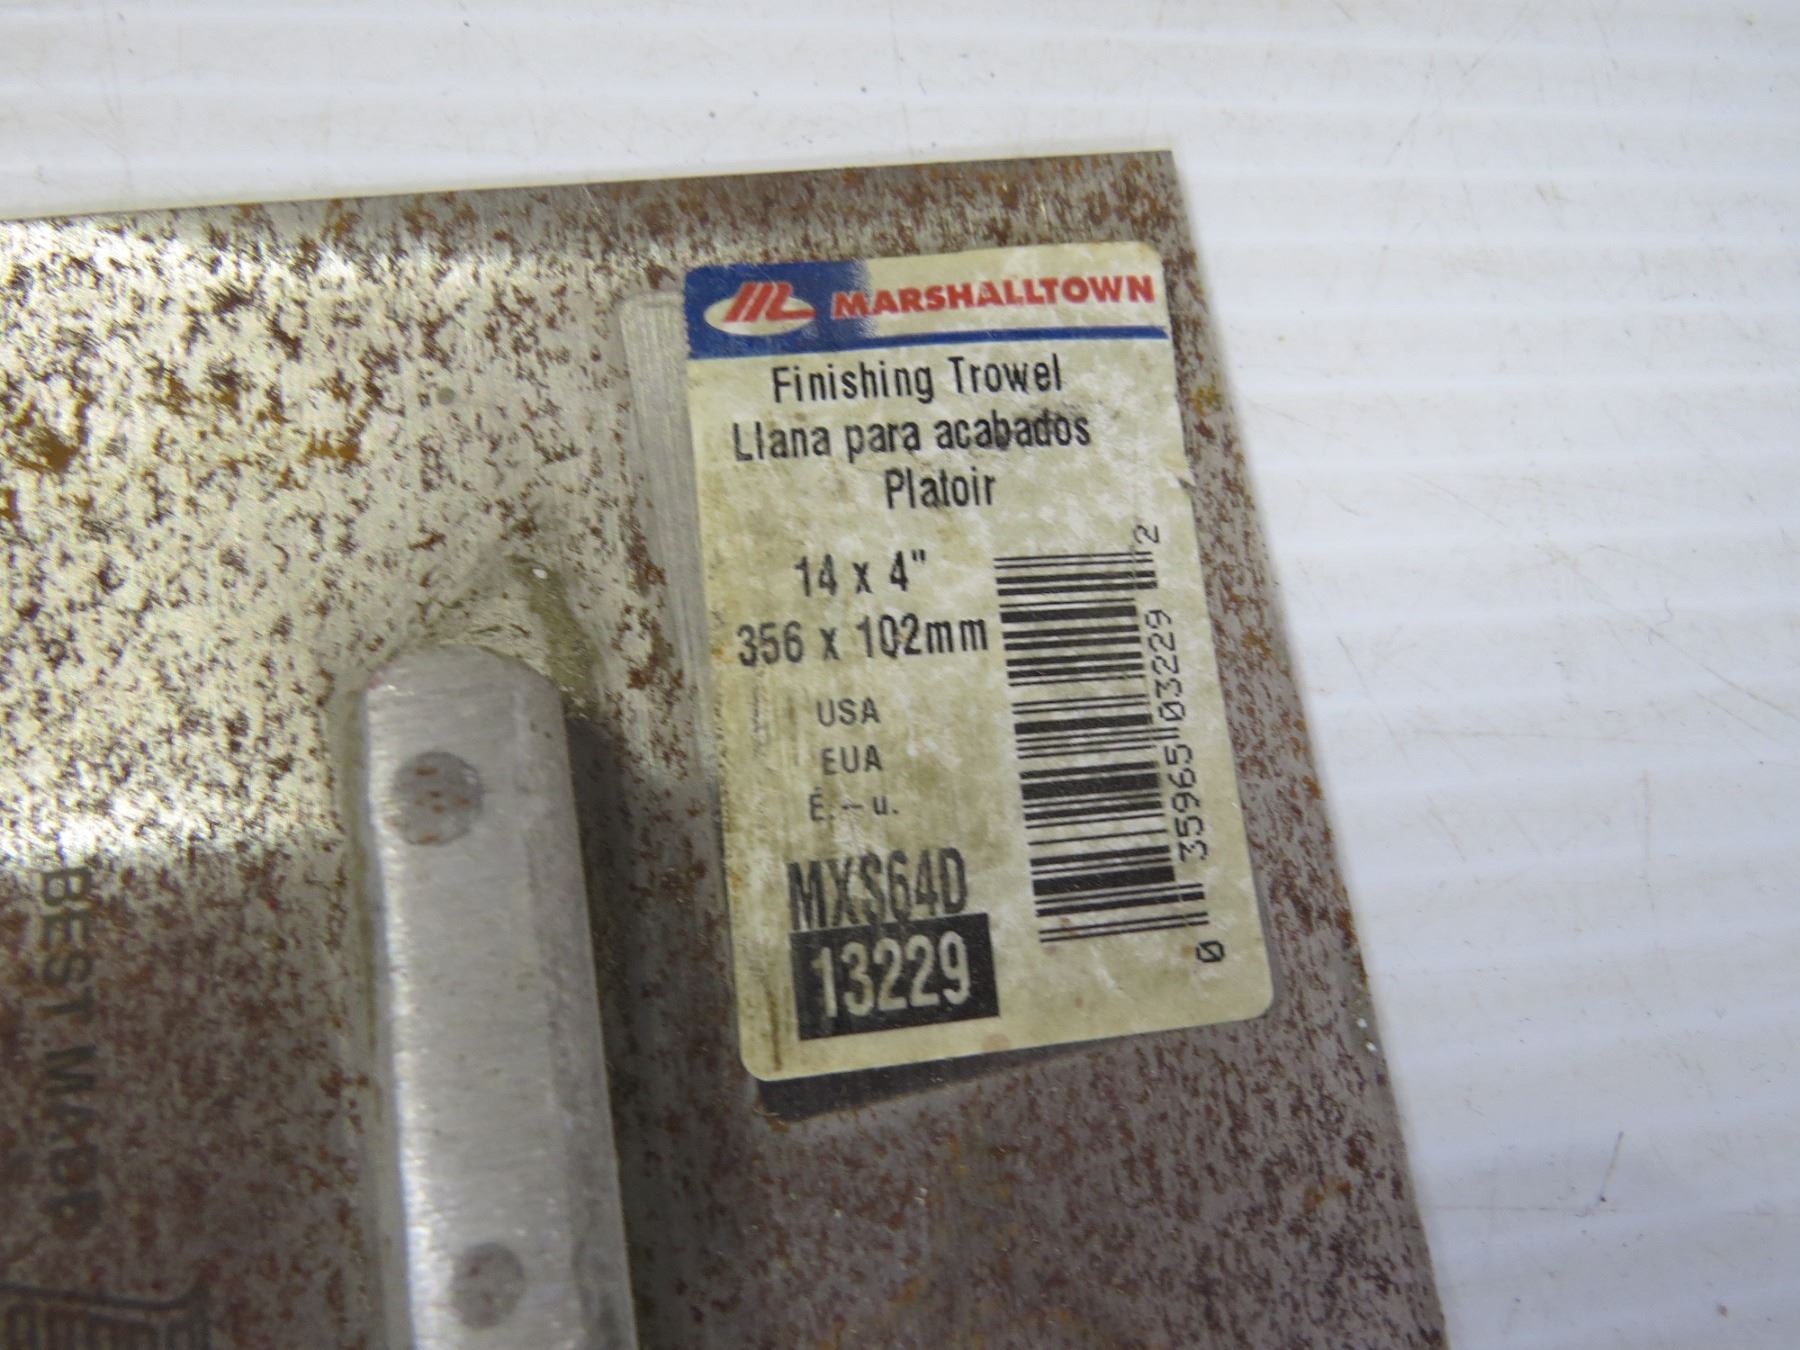 MARSHALLTOWN
Finishing Trowel
Llana para acabados
Platoir
14 x 4"
356 x 102mm
USA
EUA
É.-u.
MXS64D
13229
0 35965 03229 2
BEST MADE